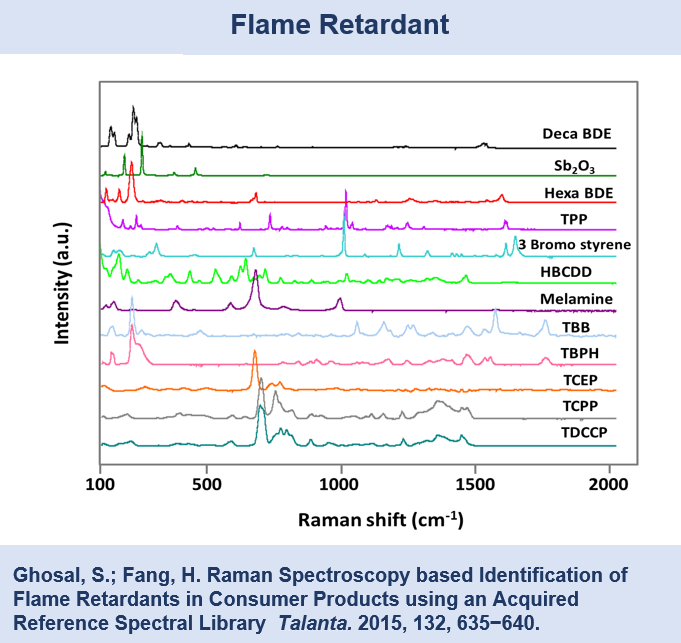 Flame Retardant
Deca BDE
Sb₂O₃
Hexa BDE
TPP
3 Bromo styrene
HBCDD
Melamine
TBB
TBPH
TCEP
TCPP
TDCCP
Intensity (a.u.)
100 500 1000 1500 2000
Raman shift (cm⁻¹)
Ghosal, S.; Fang, H. Raman Spectroscopy based Identification of
Flame Retardants in Consumer Products using an Acquired
Reference Spectral Library Talanta. 2015, 132, 635−640.